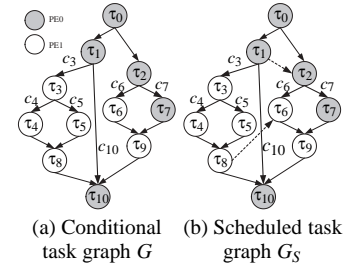 PE0
PE1
τ0
τ1
c3
τ2
τ3
c6
c7
c4
c5
τ4
τ5
τ6
τ7
τ8
c10
τ9
τ10
τ0
τ1
c3
τ2
τ3
c6
c7
c4
c5
τ4
τ5
τ6
τ7
τ8
c10
τ9
τ10
(a) Conditional
task graph G
(b) Scheduled task
graph GS